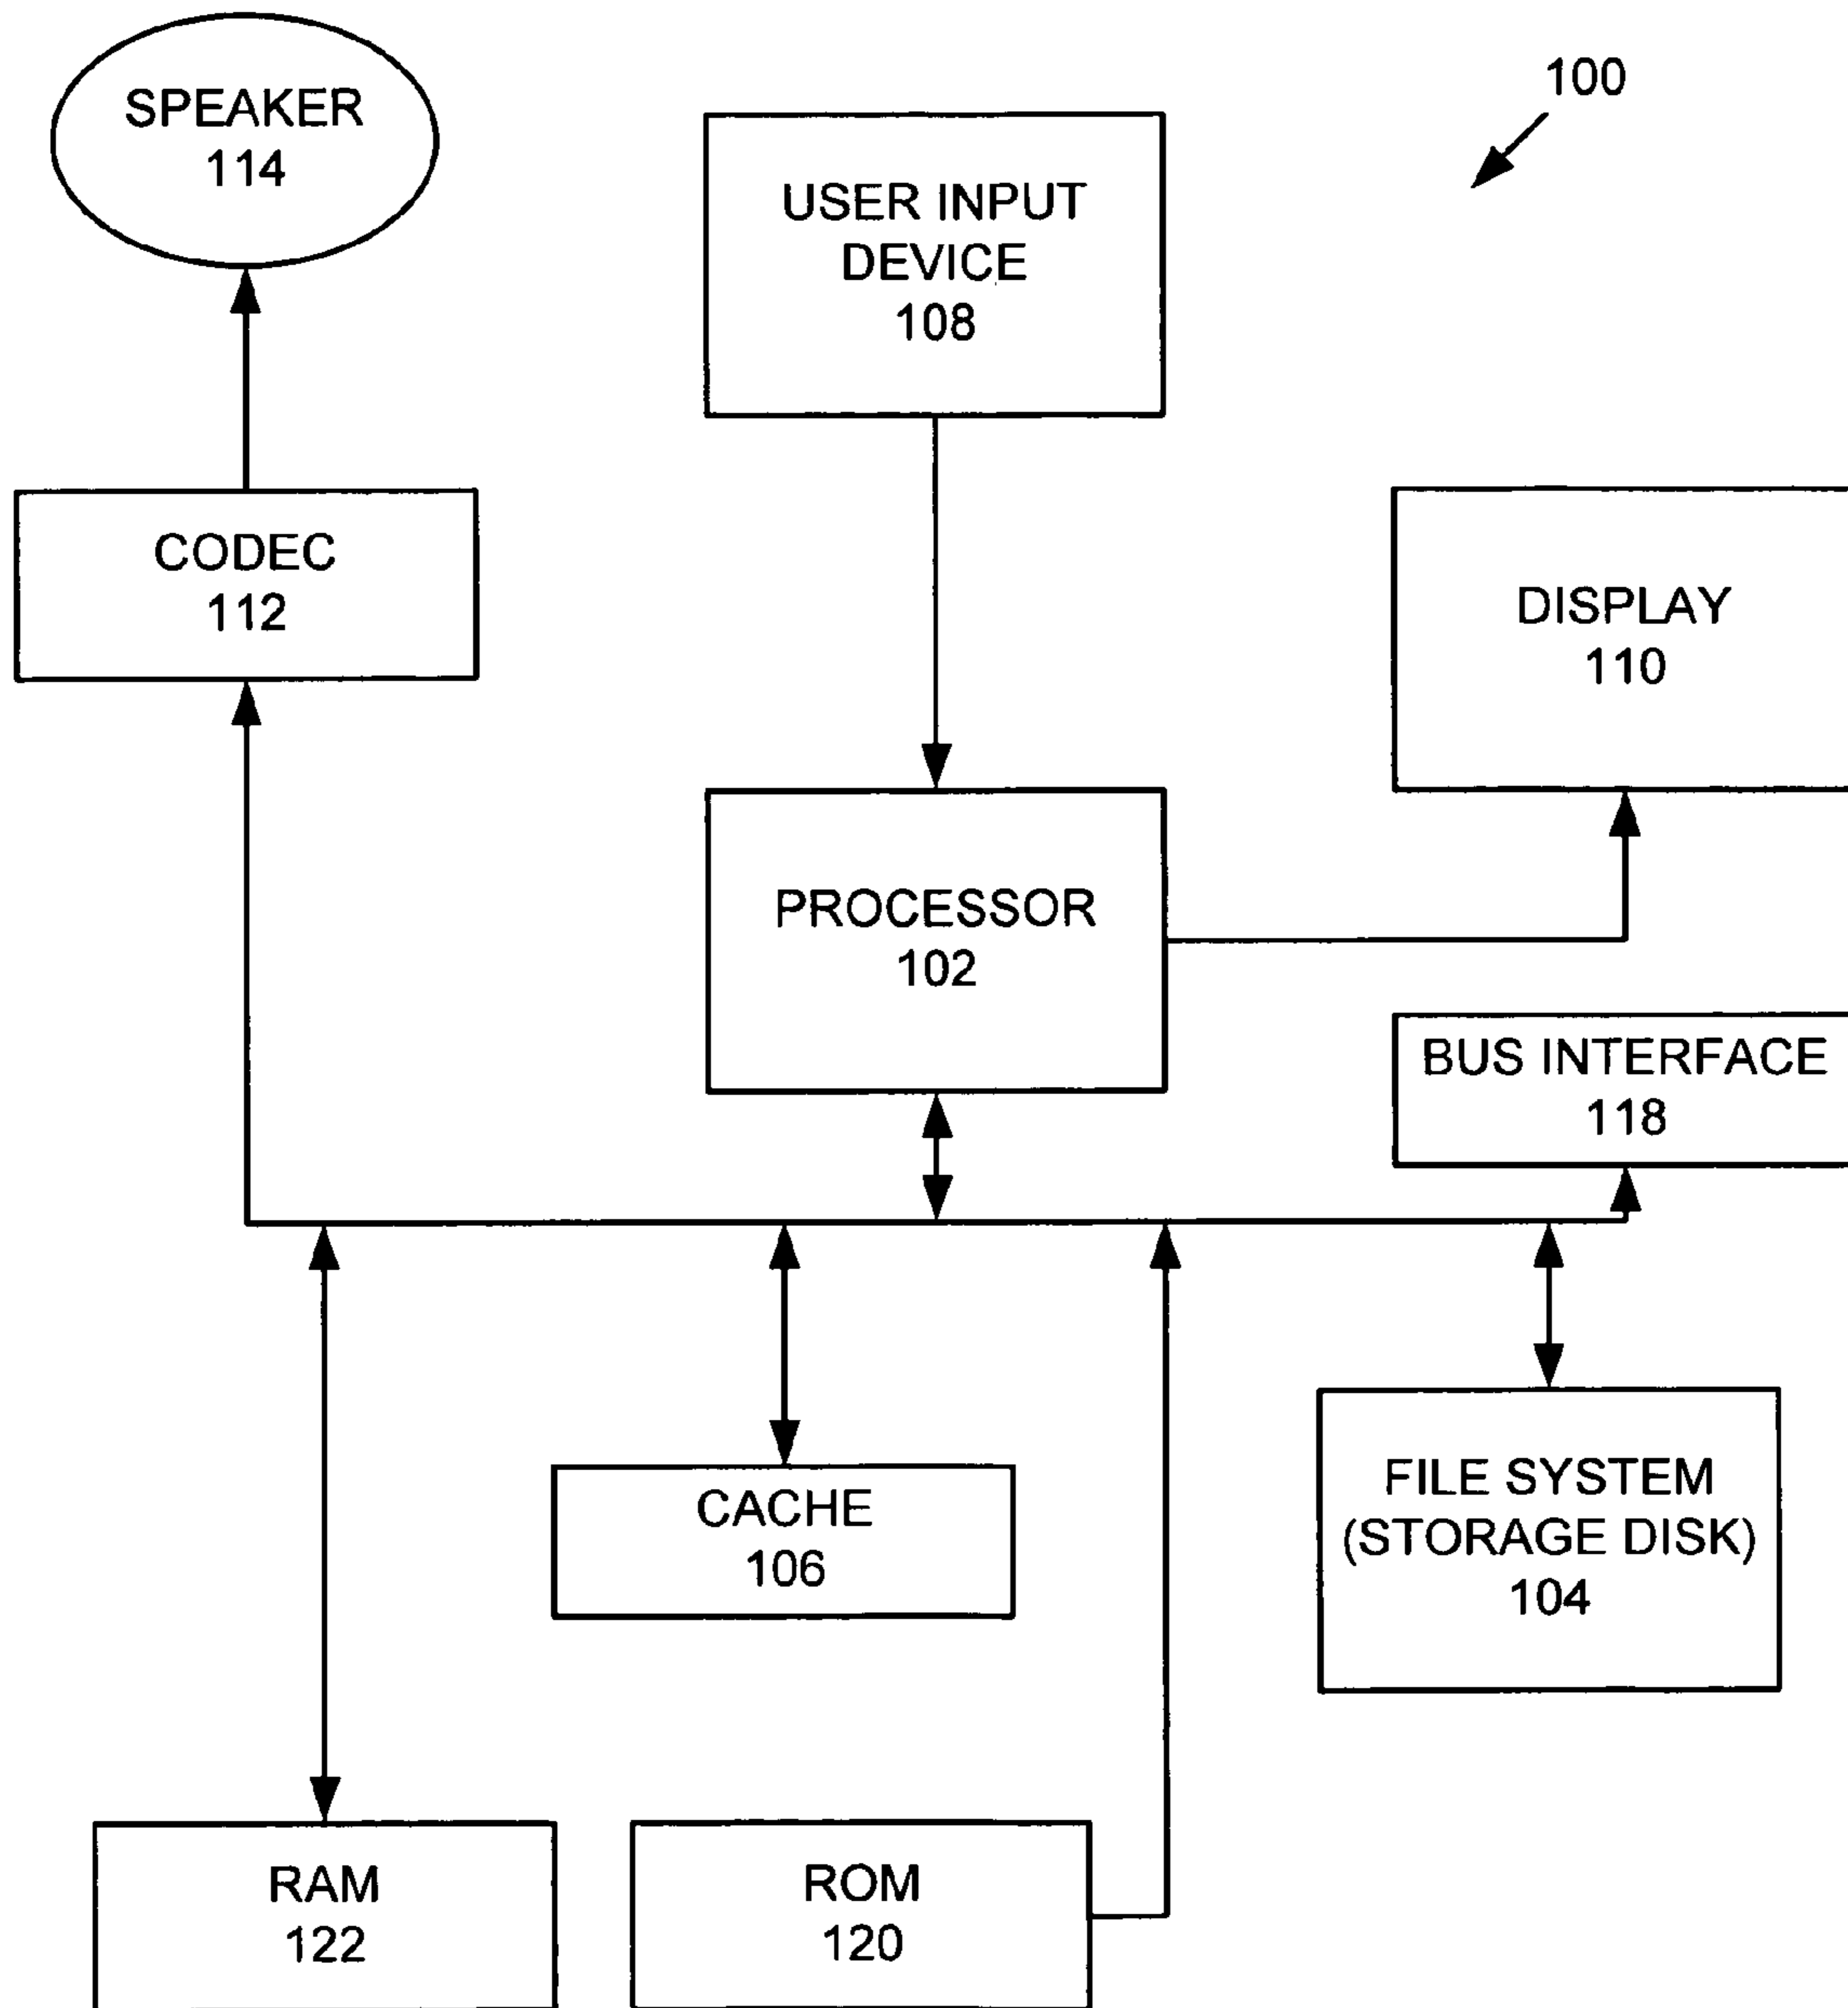 SPEAKER
114
100
USER INPUT
DEVICE
108
CODEC
112
DISPLAY
110
PROCESSOR
102
BUS INTERFACE
118
CACHE
106
FILE SYSTEM
(STORAGE DISK)
104
RAM
122
ROM
120